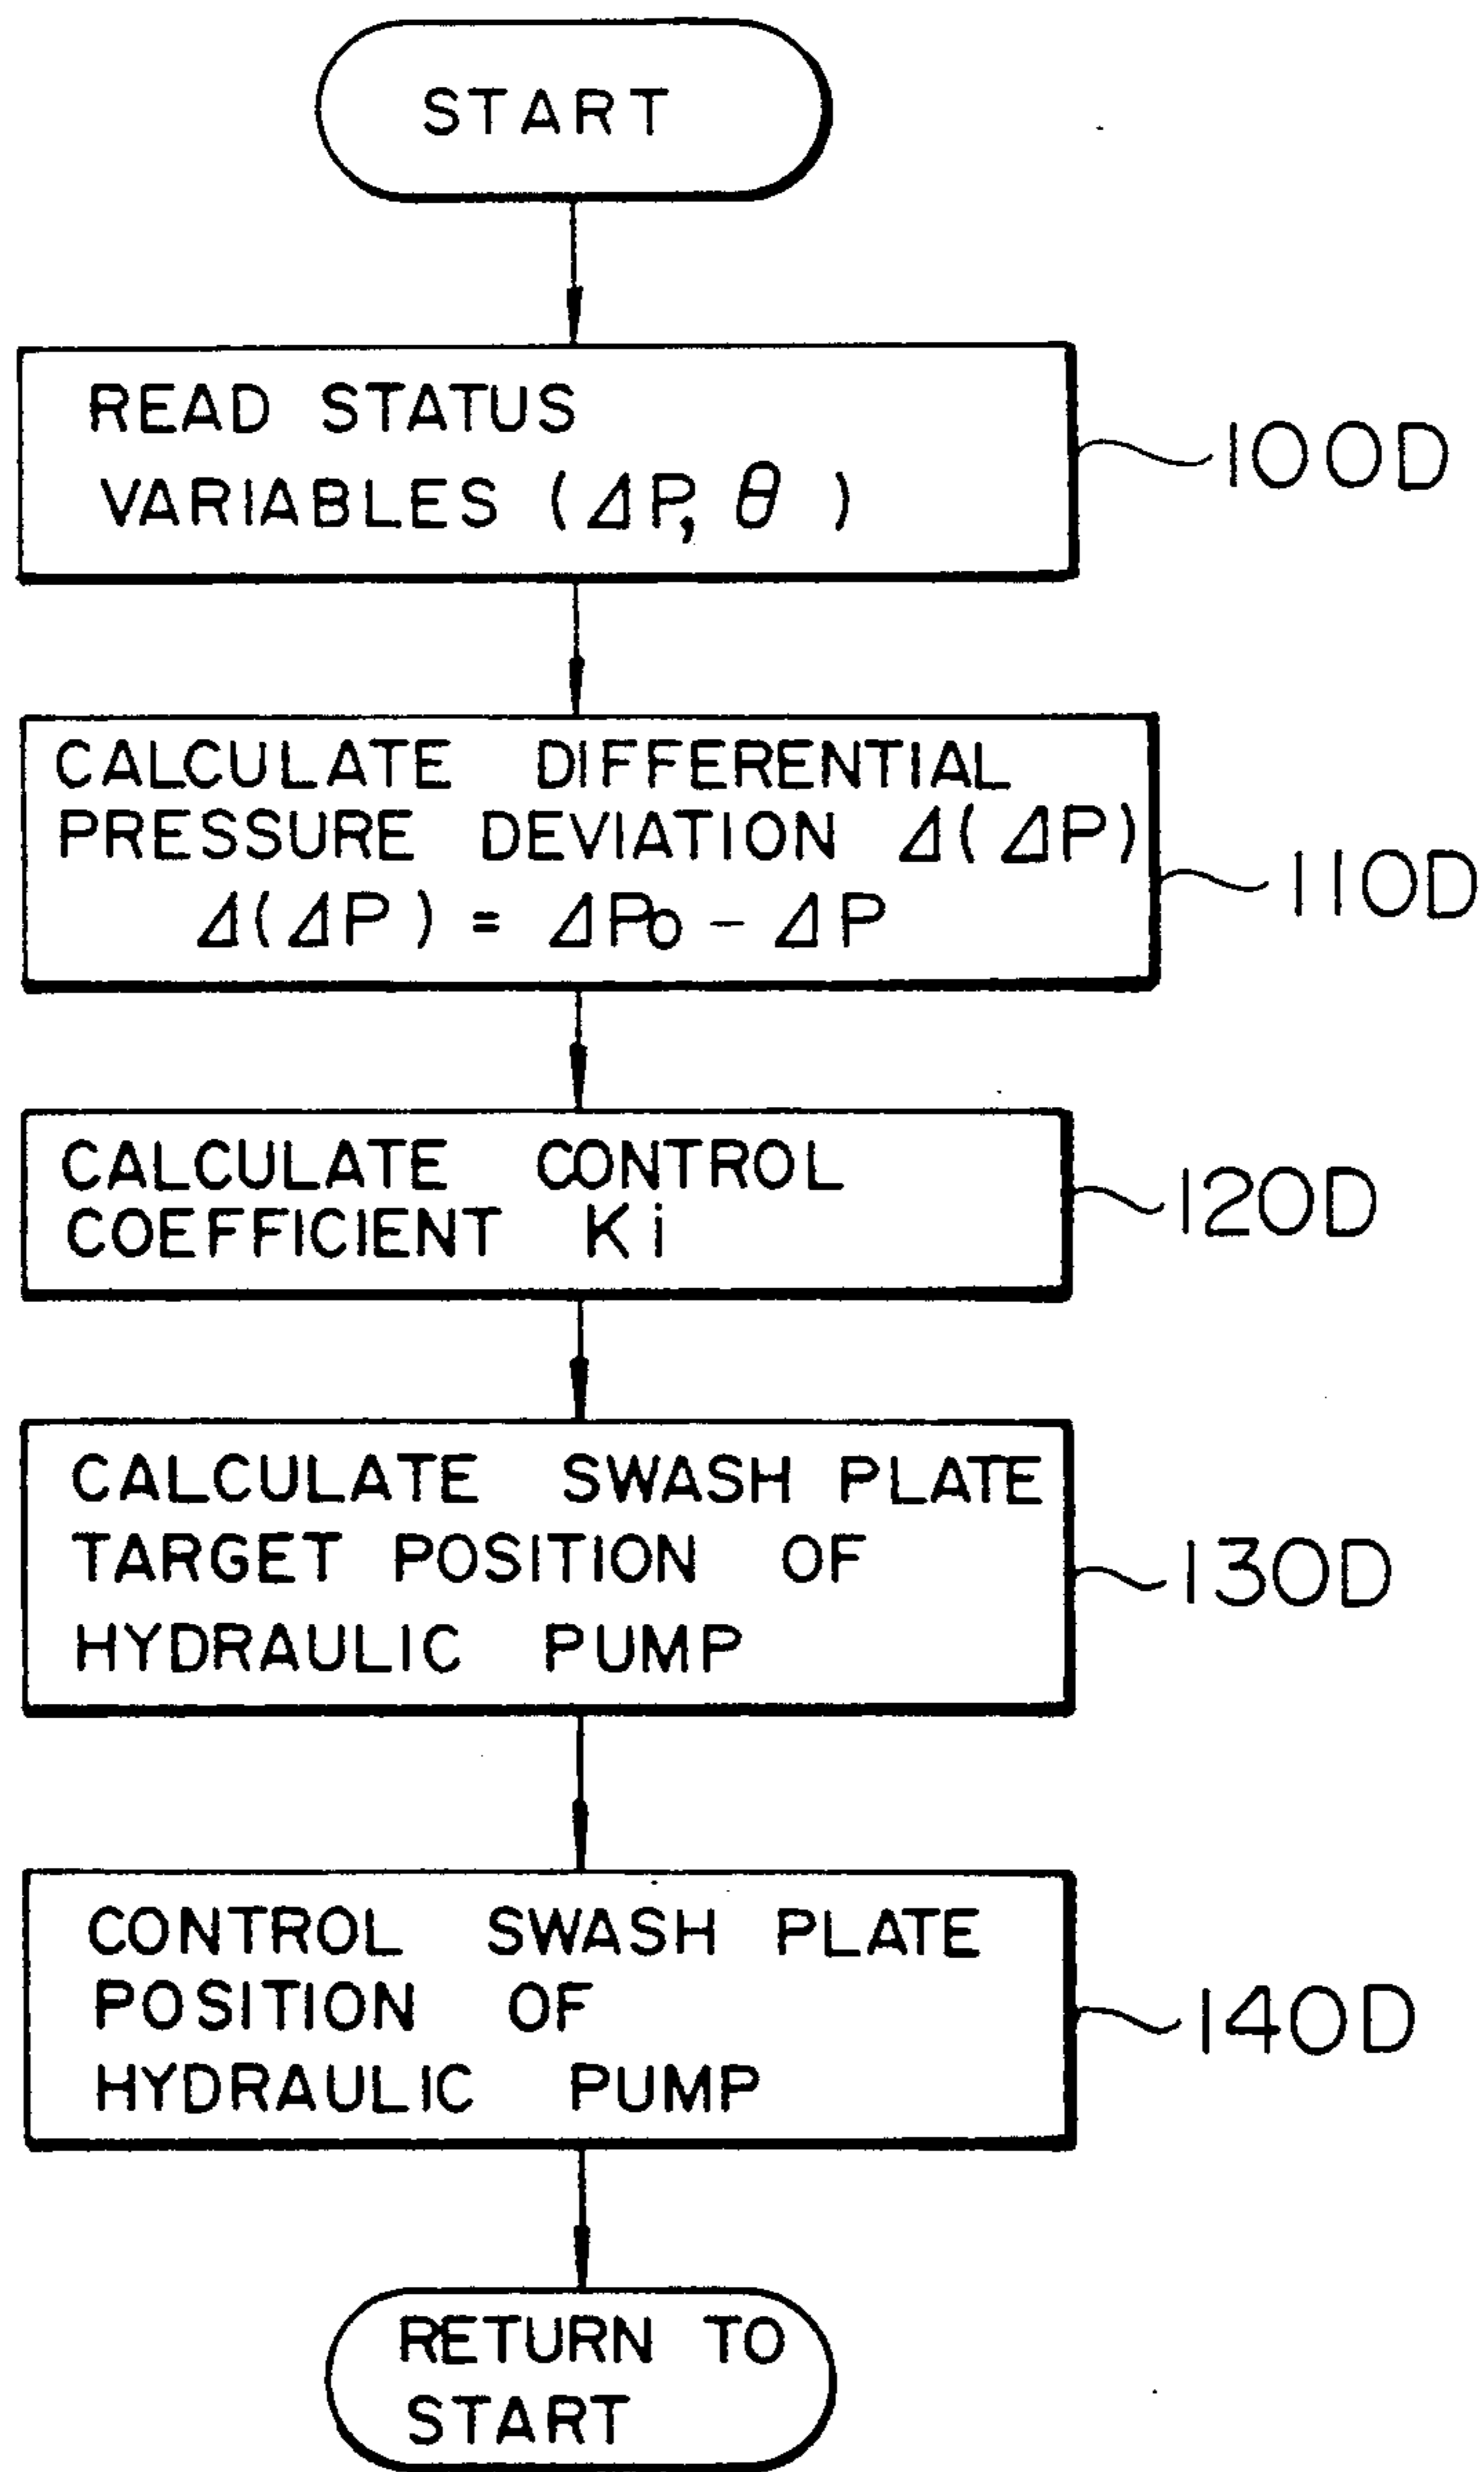 START
READ STATUS
VARIABLES (ΔP, θ)
100D
CALCULATE DIFFERENTIAL
PRESSURE DEVIATION Δ(ΔP)
Δ(ΔP) = ΔPo - ΔP
110D
CALCULATE CONTROL
COEFFICIENT Ki
120D
CALCULATE SWASH PLATE
TARGET POSITION OF
HYDRAULIC PUMP
130D
CONTROL SWASH PLATE
POSITION OF
HYDRAULIC PUMP
140D
RETURN TO
START